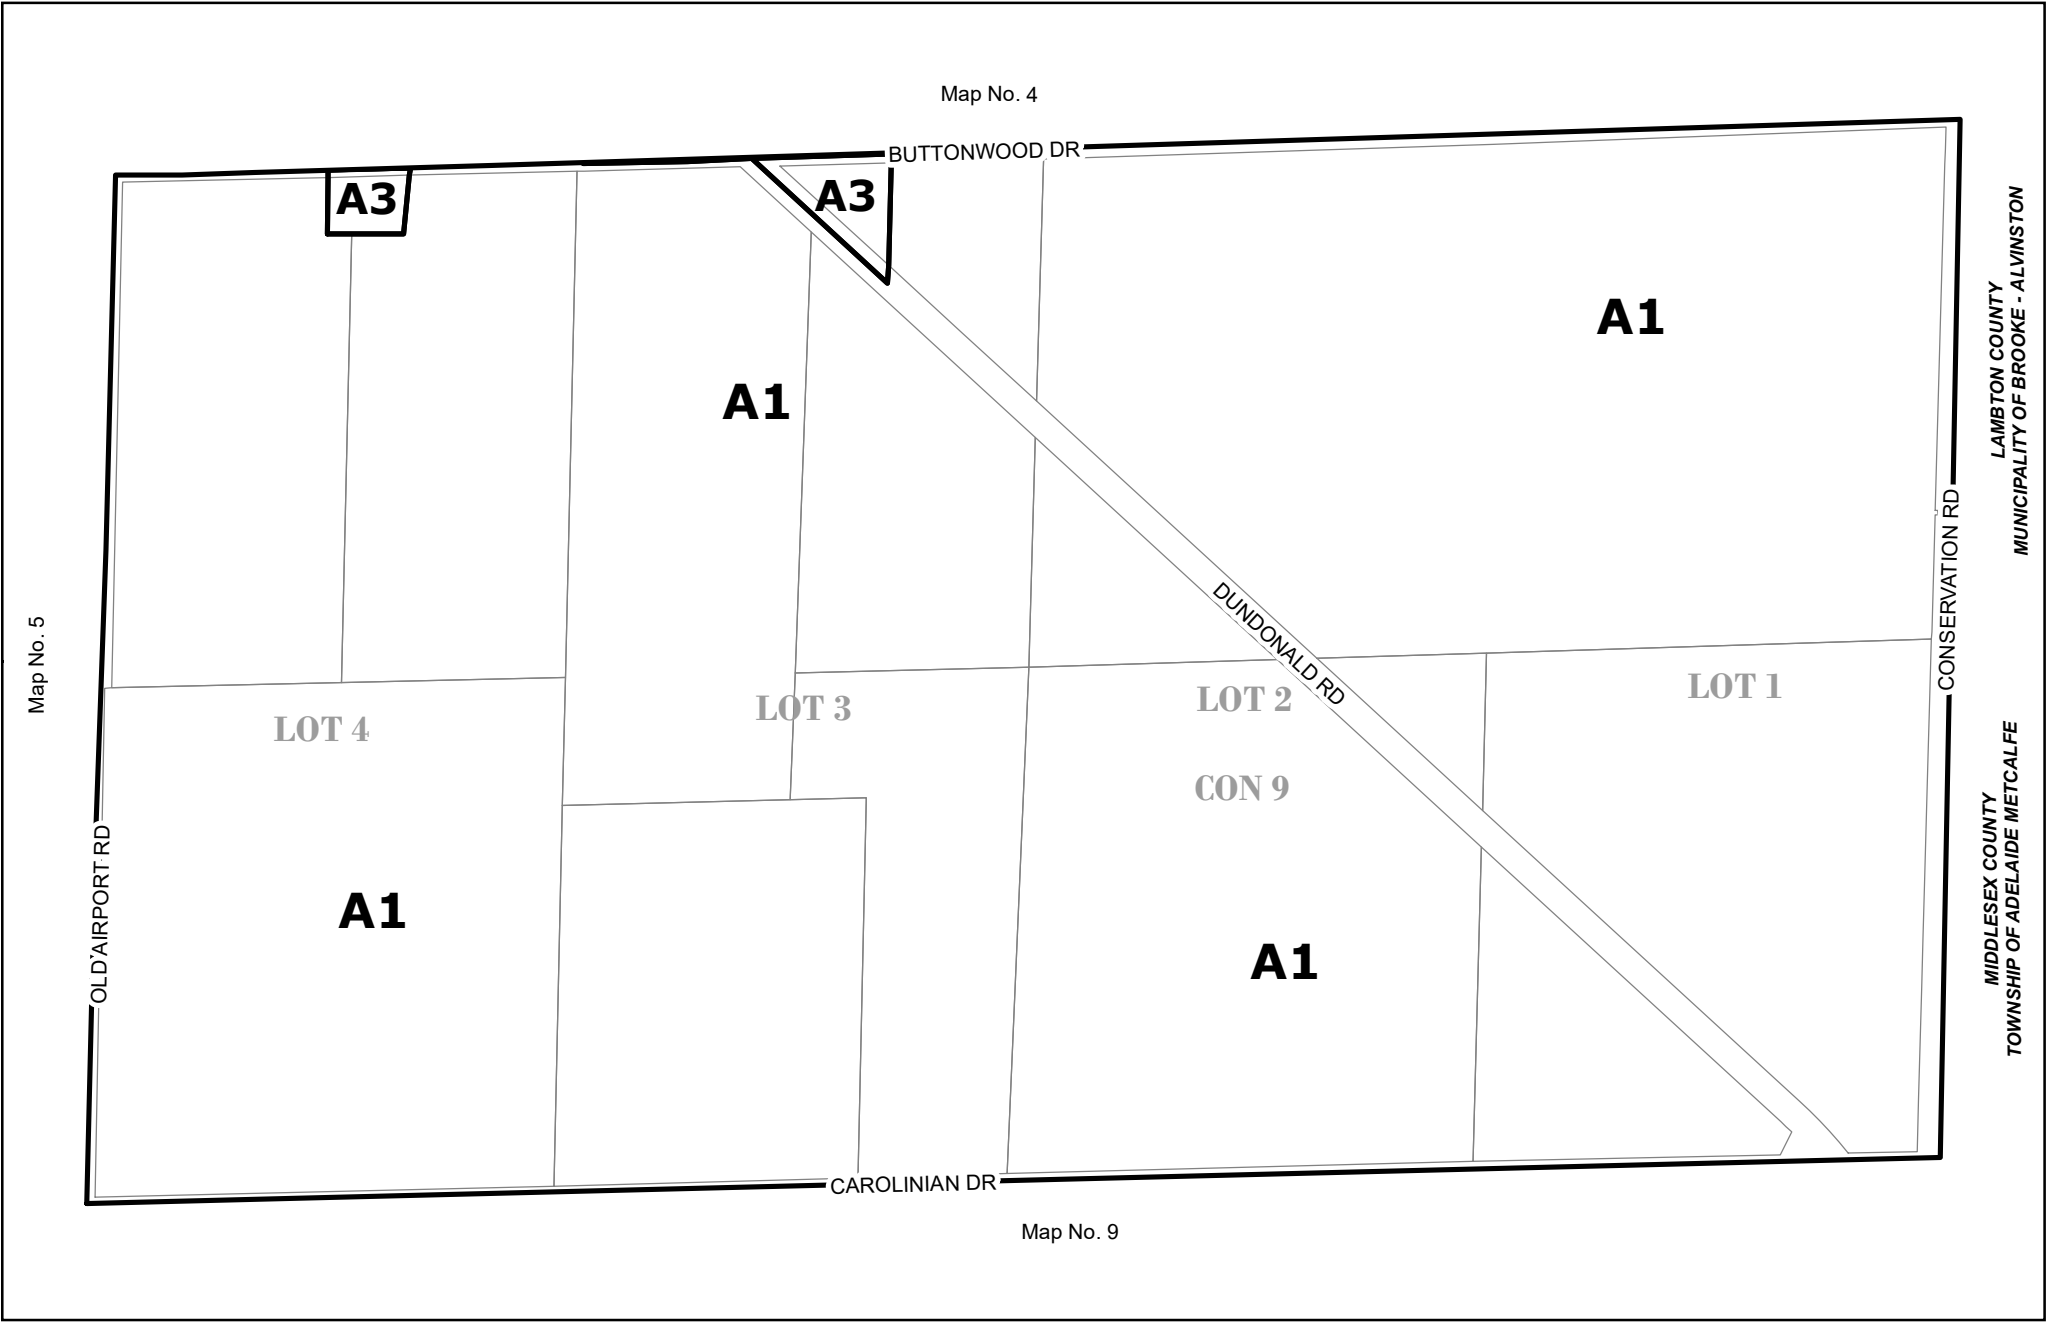 Map No. 4
BUTTONWOOD DR
A3
A3
A1
A1
LAMBTON COUNTY
MUNICIPALITY OF BROOKE - ALVINSTON
CONSERVATION RD
DUNDONALD RD
Map No. 5
LOT 4
LOT 3
LOT 2
LOT 1
CON 9
OLD AIRPORT RD
A1
A1
MIDDLESEX COUNTY
TOWNSHIP OF ADELAIDE METCALFE
CAROLINIAN DR
Map No. 9